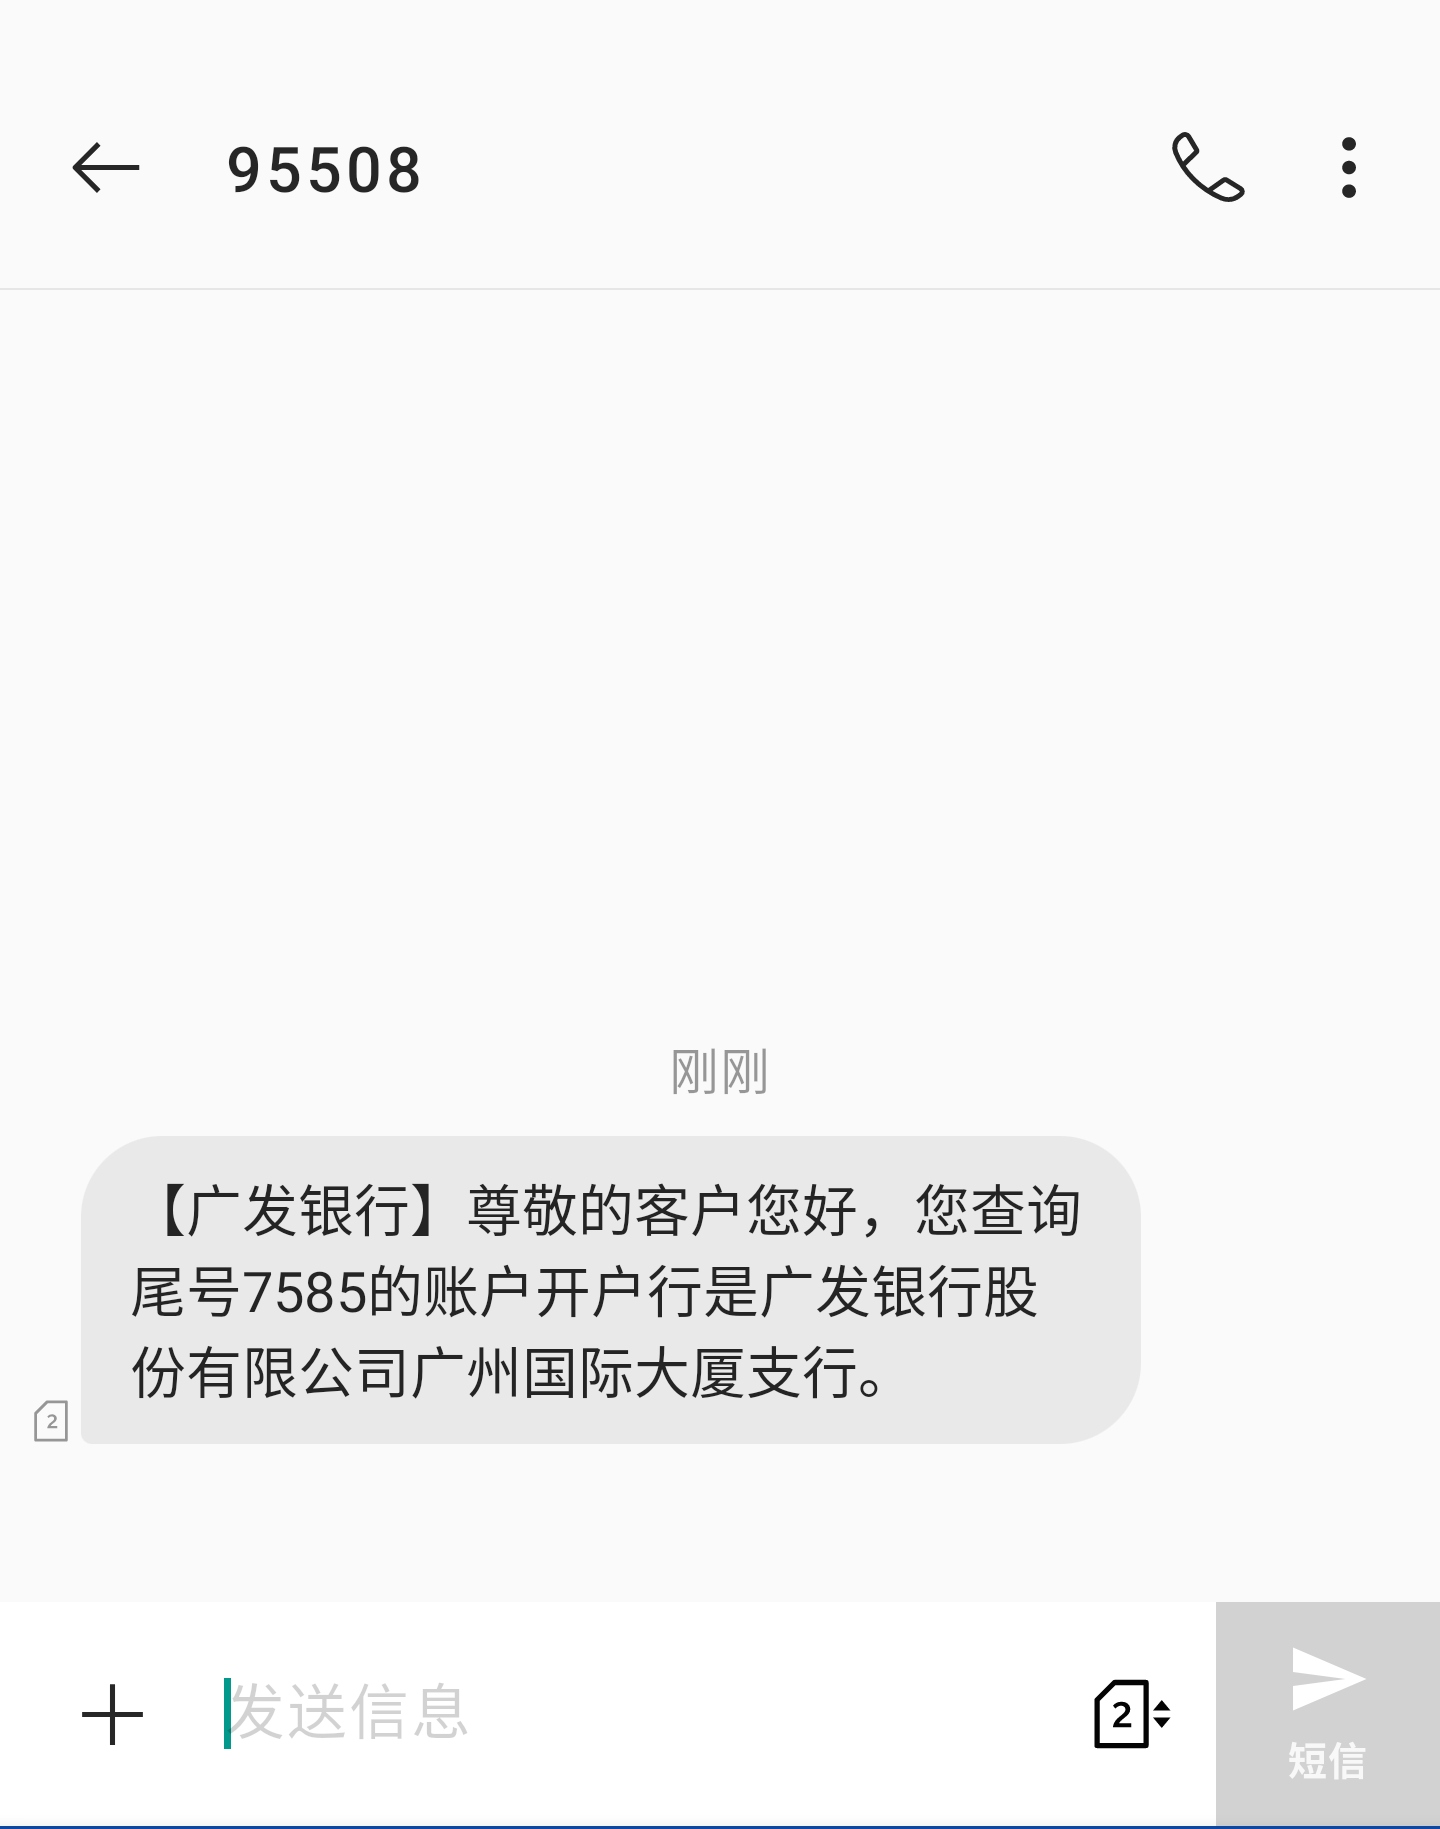 95508
刚刚
【广发银行】尊敬的客户您好，您查询
尾号7585的账户开户行是广发银行股
份有限公司广州国际大厦支行。
2
发送信息
2
短信